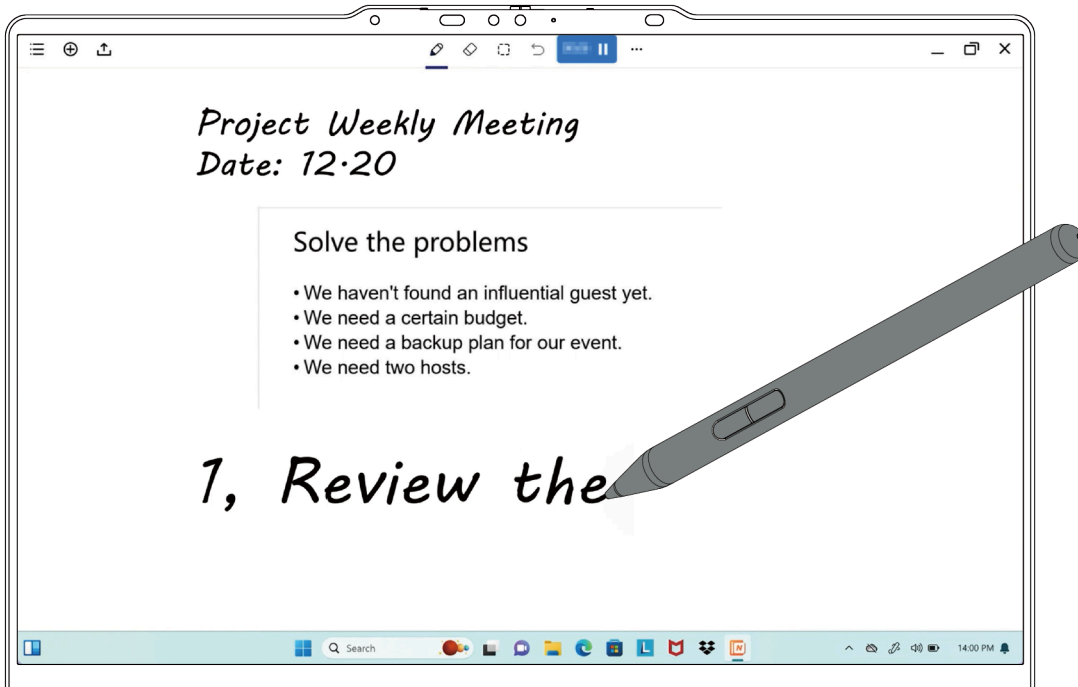 Project Weekly Meeting
Date: 12·20
Solve the problems
• We haven't found an influential guest yet.
• We need a certain budget.
• We need a backup plan for our event.
• We need two hosts.
1, Review the
Search
L
N
14:00 PM